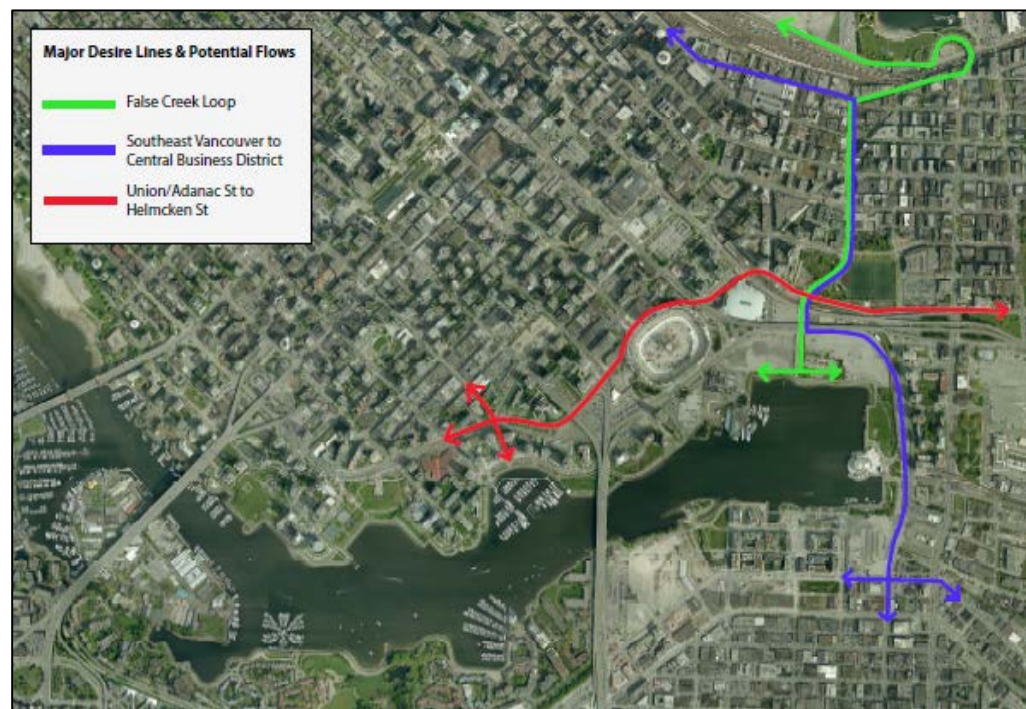 Major Desire Lines & Potential Flows
False Creek Loop
Southeast Vancouver to
Central Business District
Union/Adanac St to
Helmcken St